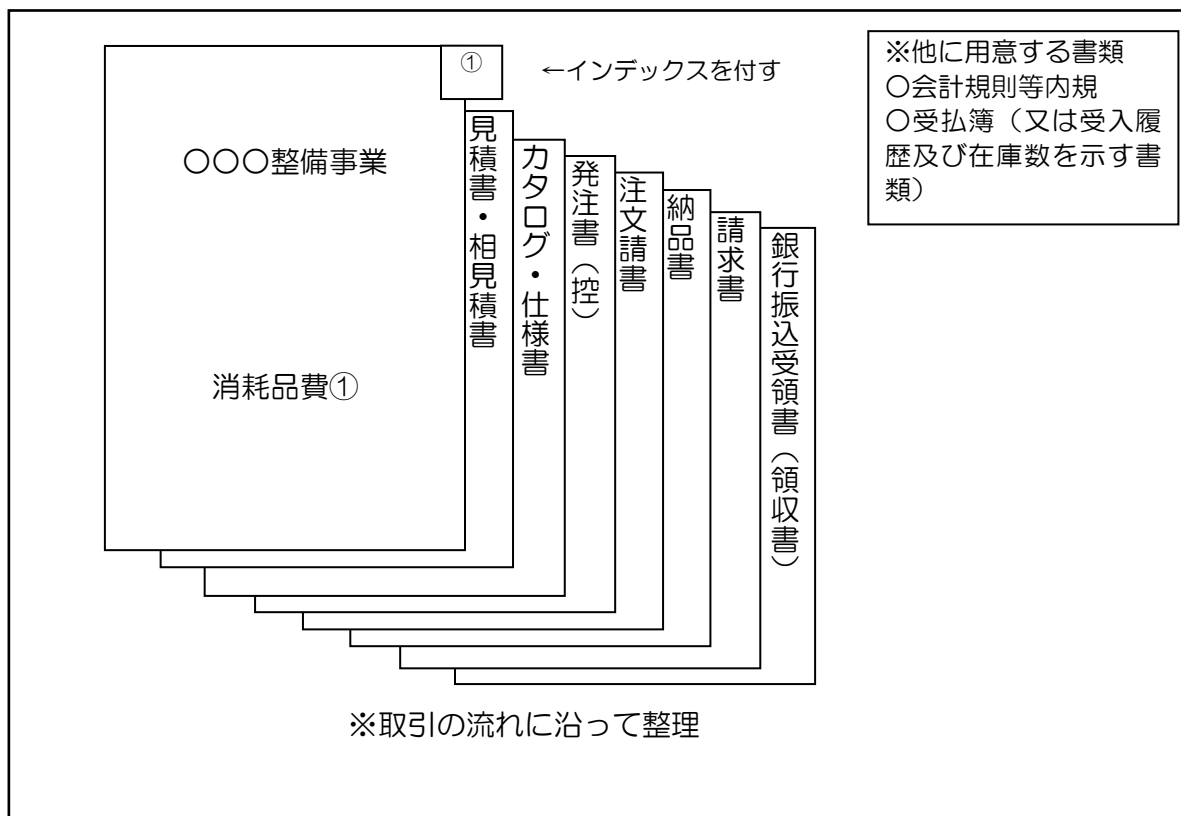 ①
←インデックスを付す
〇〇〇整備事業
消耗品費①
見積書・相見積書
カタログ・仕様書
発注書（控）
注文請書
納品書
請求書
銀行振込受領書（領収書）
※取引の流れに沿って整理
※他に用意する書類
〇会計規則等内規
〇受払簿（又は受入履
歴及び在庫数を示す書
類）